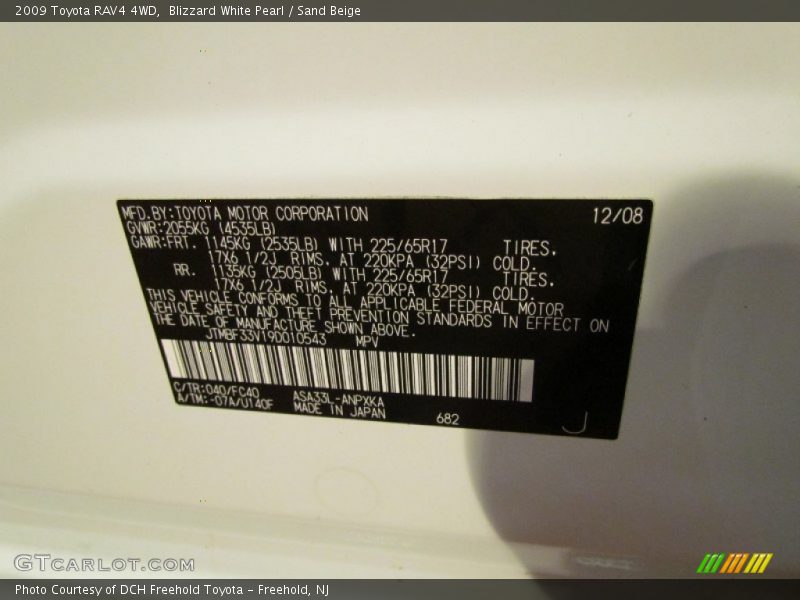 2009 Toyota RAV4 4WD,  Blizzard White Pearl / Sand Beige
MFD.BY:TOYOTA MOTOR CORPORATION 12/08
GVWR:2055KG (4535LB)
GAWR:FRT. 1145KG (2535LB) WITH 225/65R17 TIRES.
17X6 1/2J RIMS. AT 220KPA (32PSI) COLD.
RR. 1135KG (2505LB) WITH 225/65R17 TIRES.
17X6 1/2J RIMS. AT 220KPA (32PSI) COLD.
THIS VEHICLE CONFORMS TO ALL APPLICABLE FEDERAL MOTOR
VEHICLE SAFETY AND THEFT PREVENTION STANDARDS IN EFFECT ON
THE DATE OF MANUFACTURE SHOWN ABOVE.
JTMBF33V19D010543 MPV
C/TR:040/FC40 ASA33L-ANPXKA
A/TM:-07A/U140F MADE IN JAPAN 682 J
GTCARLOT.COM
Photo Courtesy of DCH Freehold Toyota - Freehold, NJ